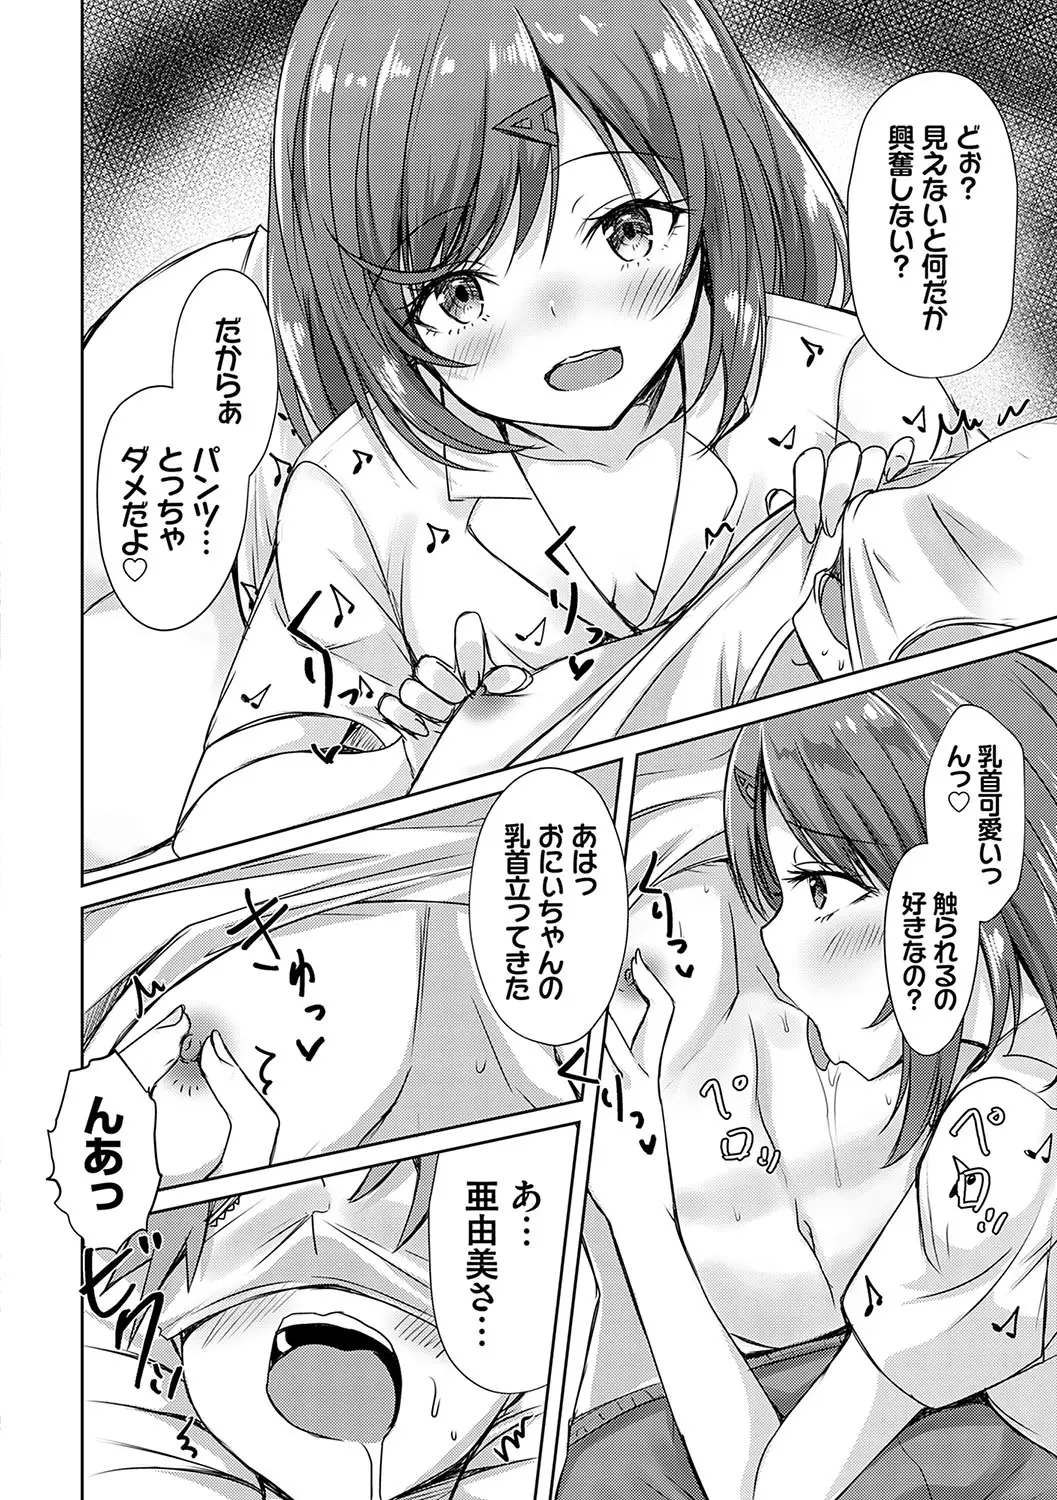 どぉ？
見えないと何だか
興奮しない？
だからぁ
パンツ…
とっちゃ
ダメだよ♡
くりっ
くりっ
乳首可愛いっ
んっ♡
触られるの
好きなの？
くりっ
くりっ
ペロッ
ペロッ
あはっ
おにいちゃんの
乳首立ってきた
きゅっ
んあっ
ビクッ
あ…
亜由美さ…